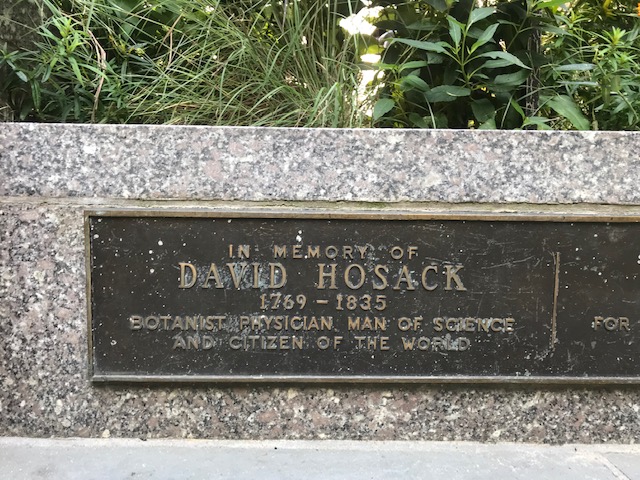 IN MEMORY OF
DAVID HOSACK
1769 - 1835
BOTANIST, PHYSICIAN, MAN OF SCIENCE
AND CITIZEN OF THE WORLD
FOR